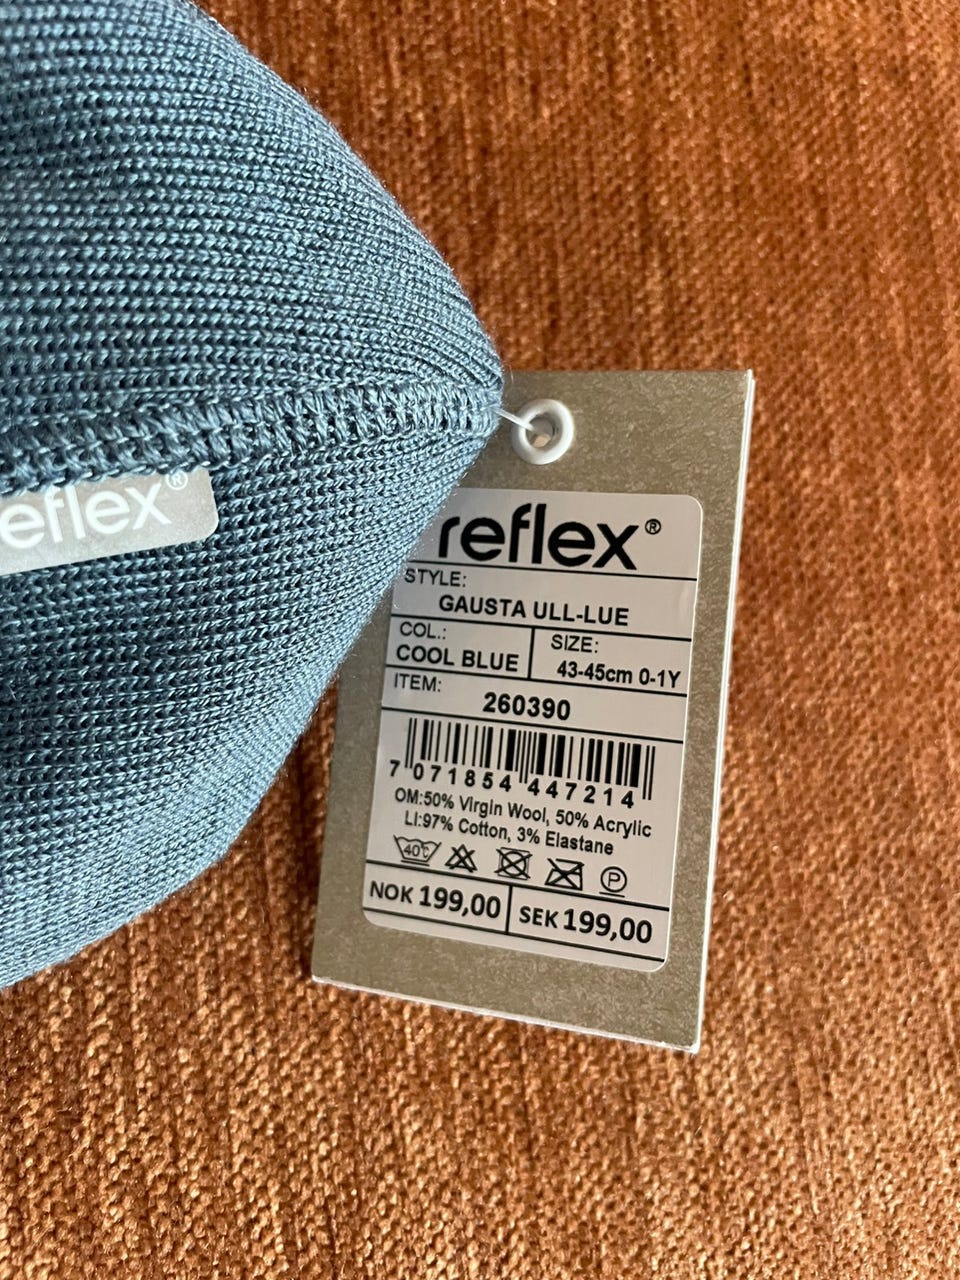 eflex®
reflex®
STYLE:
GAUSTA ULL-LUE
COL.:
COOL BLUE
SIZE:
43-45cm 0-1Y
ITEM:
260390
7 071854 447214
OM:50% Virgin Wool, 50% Acrylic
LI:97% Cotton, 3% Elastane
40°C P
NOK 199,00
SEK 199,00